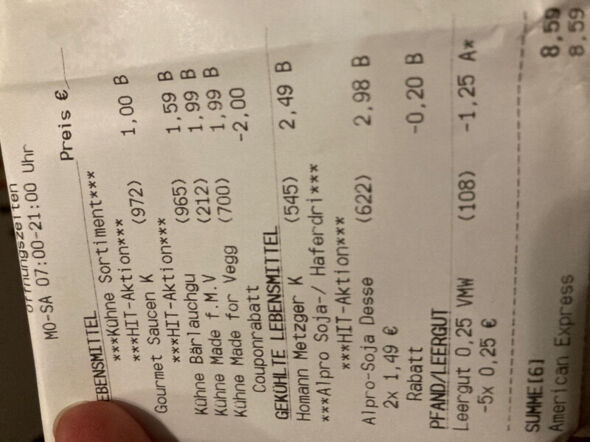 Öffnungszeiten
MO-SA 07:00-21:00 Uhr
Preis €
EBENSMITTEL
***Kühne Sortiment***
***HIT-Aktion***
Gourmet Saucen K (972) 1,00 B
***HIT-Aktion***
Kühne Bärlauchgu (965) 1,59 B
Kühne Made f.M.V (212) 1,99 B
Kühne Made for Vegg (700) 1,99 B
Couponrabatt -2,00
GEKÜHLTE LEBENSMITTEL
Homann Metzger K (545) 2,49 B
***Alpro Soja-/ Haferdri***
***HIT-Aktion***
Alpro-Soja Desse (622) 2,98 B
2x 1,49 €
Rabatt -0,20 B
PFAND/LEERGUT
Leergut 0,25 VMW (108) -1,25 A*
-5x 0,25 €
SUMME[6] 8,59
American Express 8,59